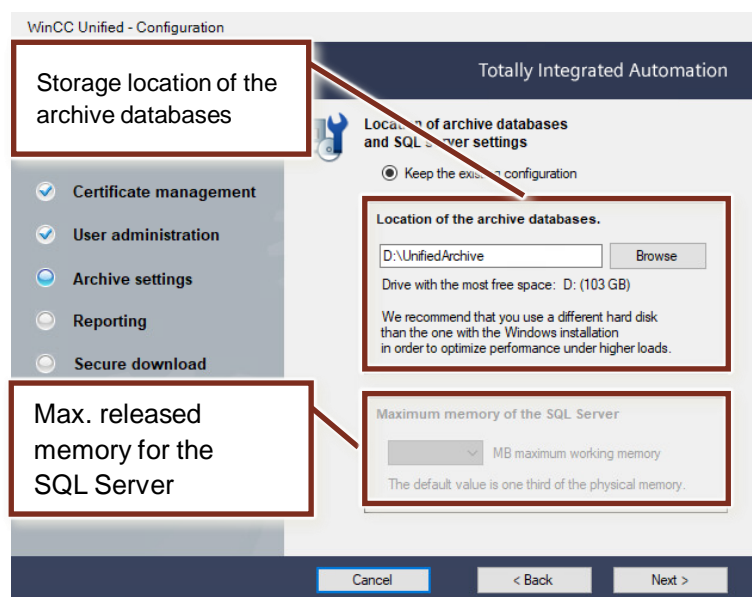 WinCC Unified - Configuration
Totally Integrated Automation
Storage location of the
archive databases
Location of archive databases
and SQL server settings
Keep the existing configuration
Certificate management
User administration
Archive settings
Reporting
Secure download
Location of the archive databases.
D:\UnifiedArchive
Browse
Drive with the most free space: D: (103 GB)
We recommend that you use a different hard disk
than the one with the Windows installation
in order to optimize performance under higher loads.
Max. released
memory for the
SQL Server
Maximum memory of the SQL Server
MB maximum working memory
The default value is one third of the physical memory.
Cancel
< Back
Next >